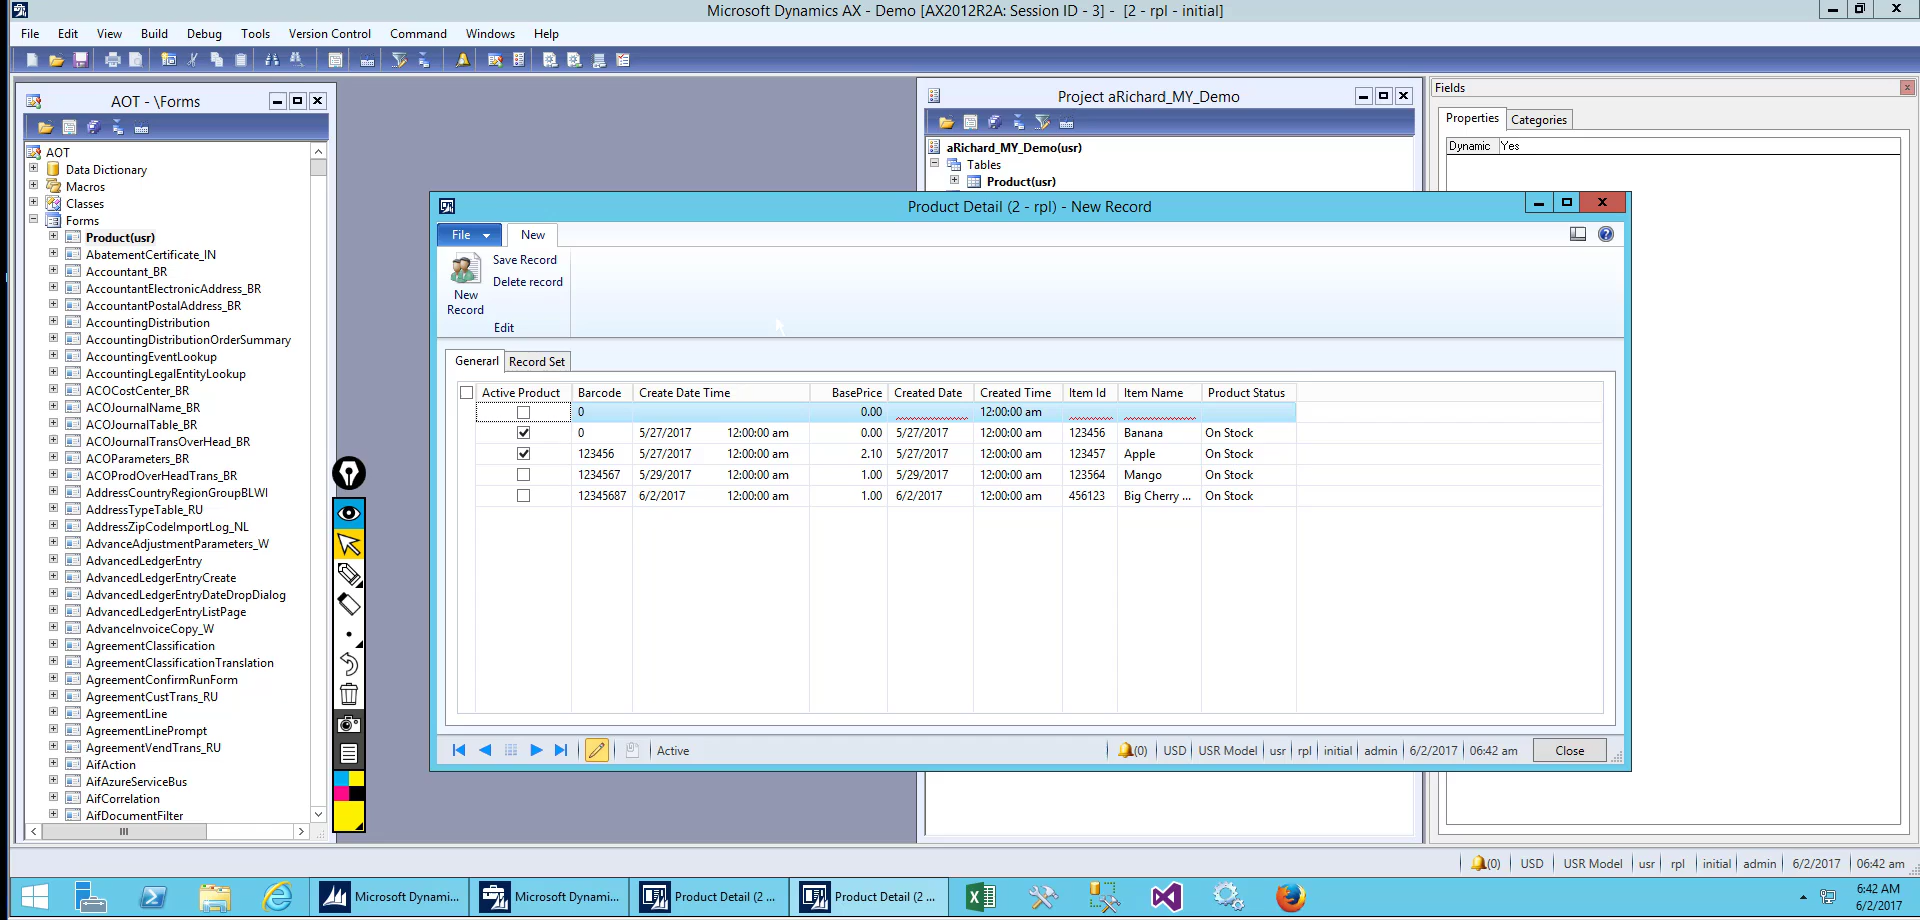 Microsoft Dynamics AX - Demo [AX2012R2A: Session ID - 3] - [2 - rpl - initial]
File Edit View Build Debug Tools Version Control Command Windows Help
AOT - \Forms
AOT
Data Dictionary
Macros
Classes
Forms
Product(usr)
AbatementCertificate_IN
Accountant_BR
AccountantElectronicAddress_BR
AccountantPostalAddress_BR
AccountingDistribution
AccountingDistributionOrderSummary
AccountingEventLookup
AccountingLegalEntityLookup
ACOCostCenter_BR
ACOJournalName_BR
ACOJournalTable_BR
ACOJournalTransOverHead_BR
ACOParameters_BR
ACOProdOverHeadTrans_BR
AddressCountryRegionGroupBLWI
AddressTypeTable_RU
AddressZipCodeImportLog_NL
AdvanceAdjustmentParameters_W
AdvancedLedgerEntry
AdvancedLedgerEntryCreate
AdvancedLedgerEntryDateDropDialog
AdvancedLedgerEntryListPage
AdvanceInvoiceCopy_W
AgreementClassification
AgreementClassificationTranslation
AgreementConfirmRunForm
AgreementCustTrans_RU
AgreementLine
AgreementLinePrompt
AgreementVendTrans_RU
AifAction
AifAzureServiceBus
AifCorrelation
AifDocumentFilter
Project aRichard_MY_Demo
aRichard_MY_Demo(usr)
Tables
Product(usr)
Fields
Properties Categories
Dynamic Yes
Product Detail (2 - rpl) - New Record
File New
New Record
Save Record
Delete record
Edit
Generarl Record Set
Active Product Barcode Create Date Time BasePrice Created Date Created Time Item Id Item Name Product Status
0 0.00 12:00:00 am
0 5/27/2017 12:00:00 am 0.00 5/27/2017 12:00:00 am 123456 Banana On Stock
123456 5/27/2017 12:00:00 am 2.10 5/27/2017 12:00:00 am 123457 Apple On Stock
1234567 5/29/2017 12:00:00 am 1.00 5/29/2017 12:00:00 am 123564 Mango On Stock
12345687 6/2/2017 12:00:00 am 1.00 6/2/2017 12:00:00 am 456123 Big Cherry ... On Stock
Active (0) USD USR Model usr rpl initial admin 6/2/2017 06:42 am Close
(0) USD USR Model usr rpl initial admin 6/2/2017 06:42 am
Microsoft Dynami... Microsoft Dynami... Product Detail (2 ... Product Detail (2 ...
6:42 AM
6/2/2017